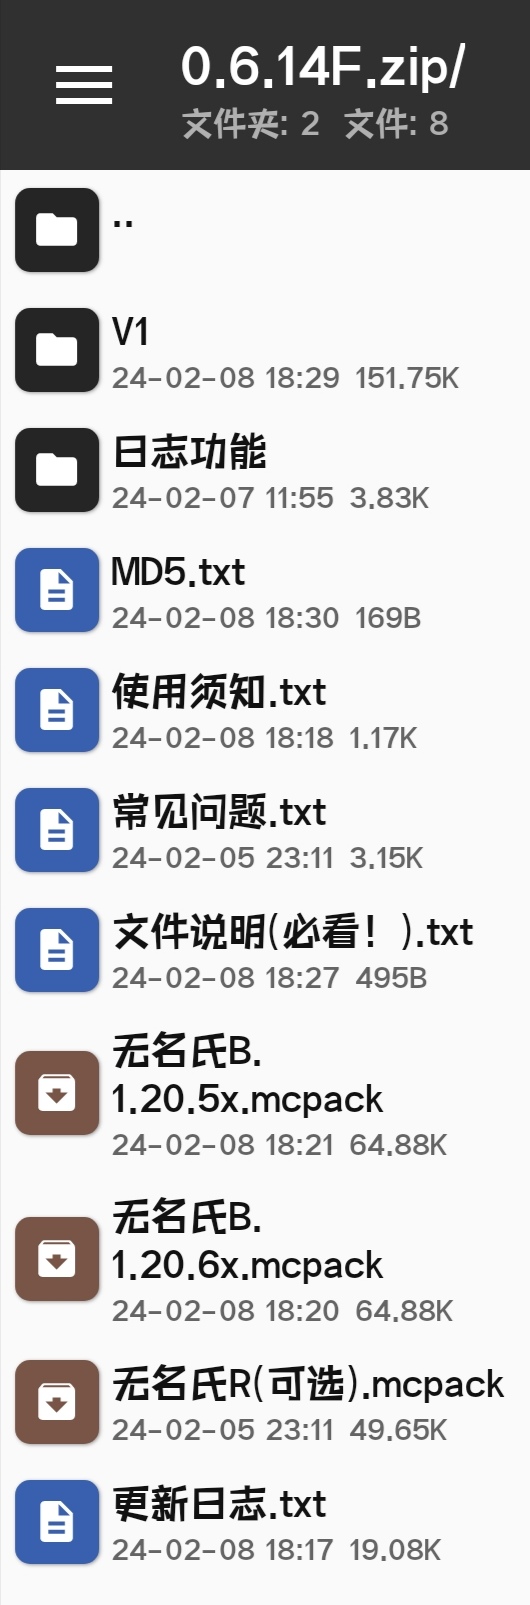 0.6.14F.zip/
文件夹: 2 文件: 8
..
V1
24-02-08 18:29 151.75K
日志功能
24-02-07 11:55 3.83K
MD5.txt
24-02-08 18:30 169B
使用须知.txt
24-02-08 18:18 1.17K
常见问题.txt
24-02-05 23:11 3.15K
文件说明(必看！).txt
24-02-08 18:27 495B
无名氏B.
1.20.5x.mcpack
24-02-08 18:21 64.88K
无名氏B.
1.20.6x.mcpack
24-02-08 18:20 64.88K
无名氏R(可选).mcpack
24-02-05 23:11 49.65K
更新日志.txt
24-02-08 18:17 19.08K